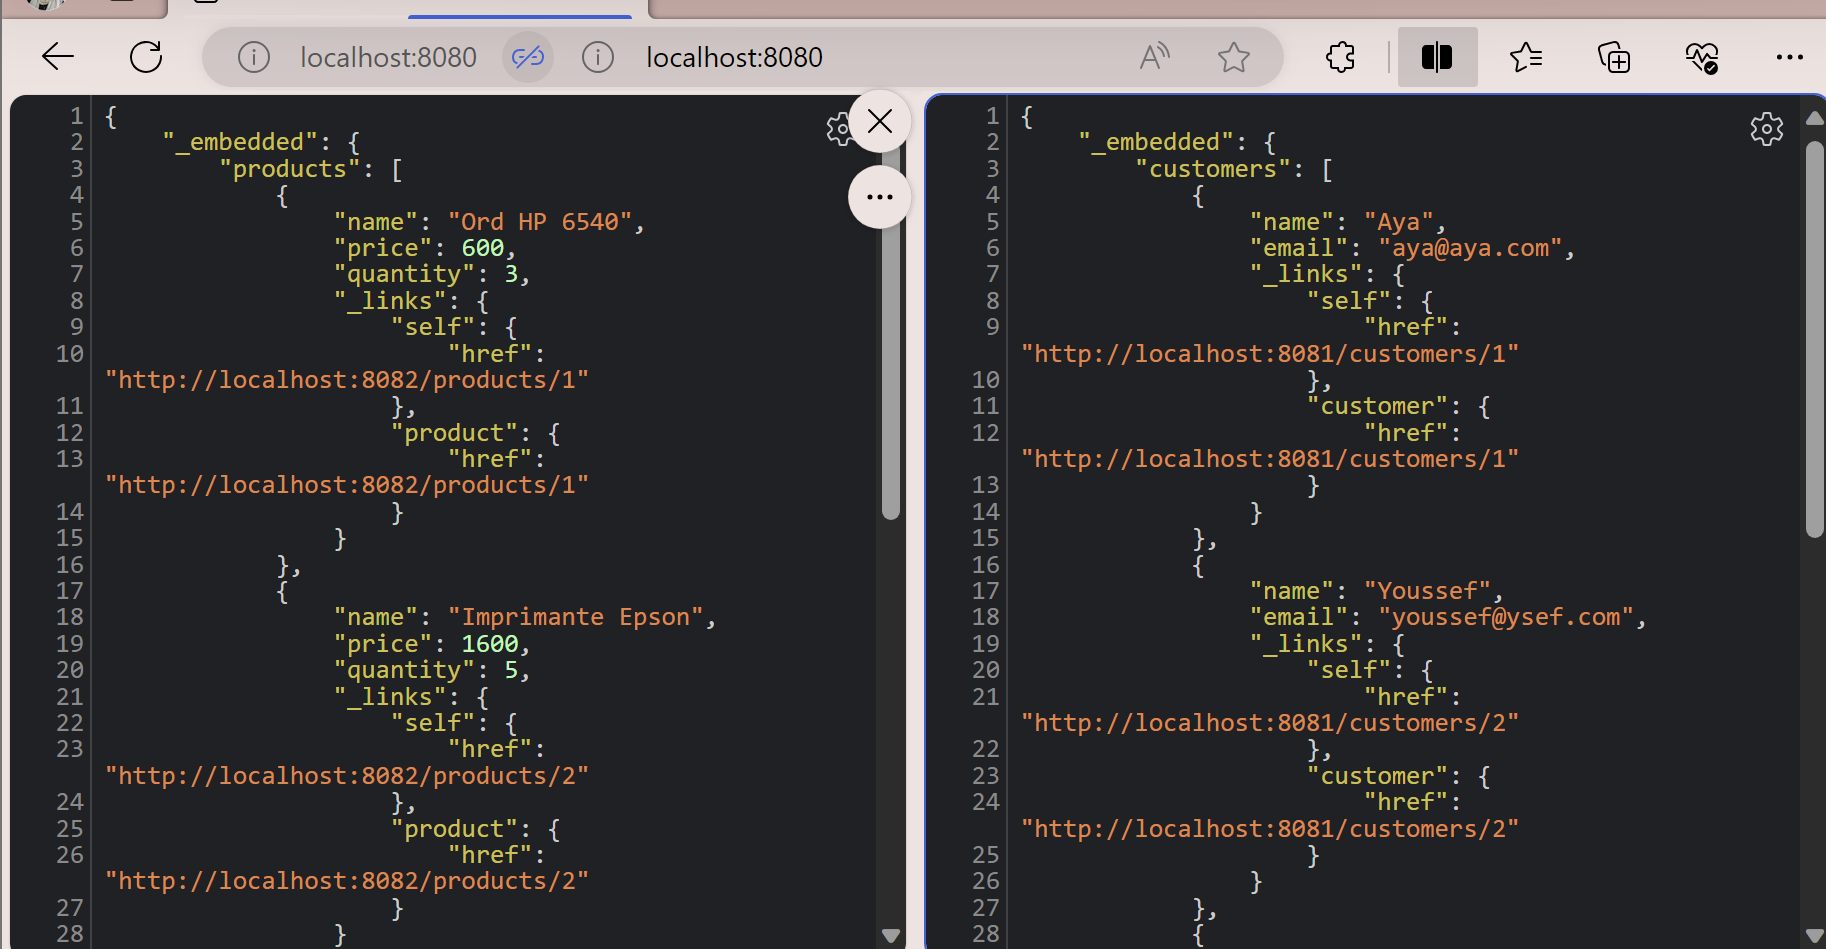 localhost:8080
localhost:8080
1 {
2 "_embedded": {
3 "products": [
4 {
5 "name": "Ord HP 6540",
6 "price": 600,
7 "quantity": 3,
8 "_links": {
9 "self": {
10 "href":
"http://localhost:8082/products/1"
11 },
12 "product": {
13 "href":
"http://localhost:8082/products/1"
14 }
15 }
16 },
17 {
18 "name": "Imprimante Epson",
19 "price": 1600,
20 "quantity": 5,
21 "_links": {
22 "self": {
23 "href":
"http://localhost:8082/products/2"
24 },
25 "product": {
26 "href":
"http://localhost:8082/products/2"
27 }
28 }
1 {
2 "_embedded": {
3 "customers": [
4 {
5 "name": "Aya",
6 "email": "aya@aya.com",
7 "_links": {
8 "self": {
9 "href":
"http://localhost:8081/customers/1"
10 },
11 "customer": {
12 "href":
"http://localhost:8081/customers/1"
13 }
14 }
15 },
16 {
17 "name": "Youssef",
18 "email": "youssef@ysef.com",
19 "_links": {
20 "self": {
21 "href":
"http://localhost:8081/customers/2"
22 },
23 "customer": {
24 "href":
"http://localhost:8081/customers/2"
25 }
26 }
27 },
28 {